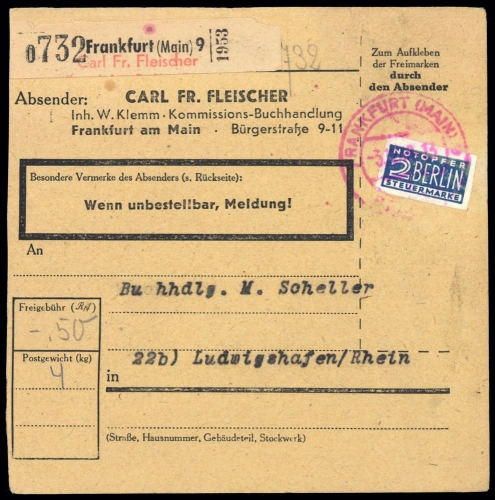 0732 Frankfurt (Main) 9
1953
Carl Fr. Fleischer
732
Zum Aufkleben
der Freimarken
durch
den Absender
Absender: CARL FR. FLEISCHER
Inh. W. Klemm · Kommissions-Buchhandlung
Frankfurt am Main · Bürgerstraße 9-11
FRANKFURT (MAIN)
NOTOPFER
2 BERLIN
STEUERMARKE
Besondere Vermerke des Absenders (s. Rückseite):
Wenn unbestellbar, Meldung!
An
Buchhdlg. M. Scheller
Freigebühr (RM)
-.50
Postgewicht (kg)
4
22b) Ludwigshafen/Rhein
in
(Straße, Hausnummer, Gebäudeteil, Stockwerk)